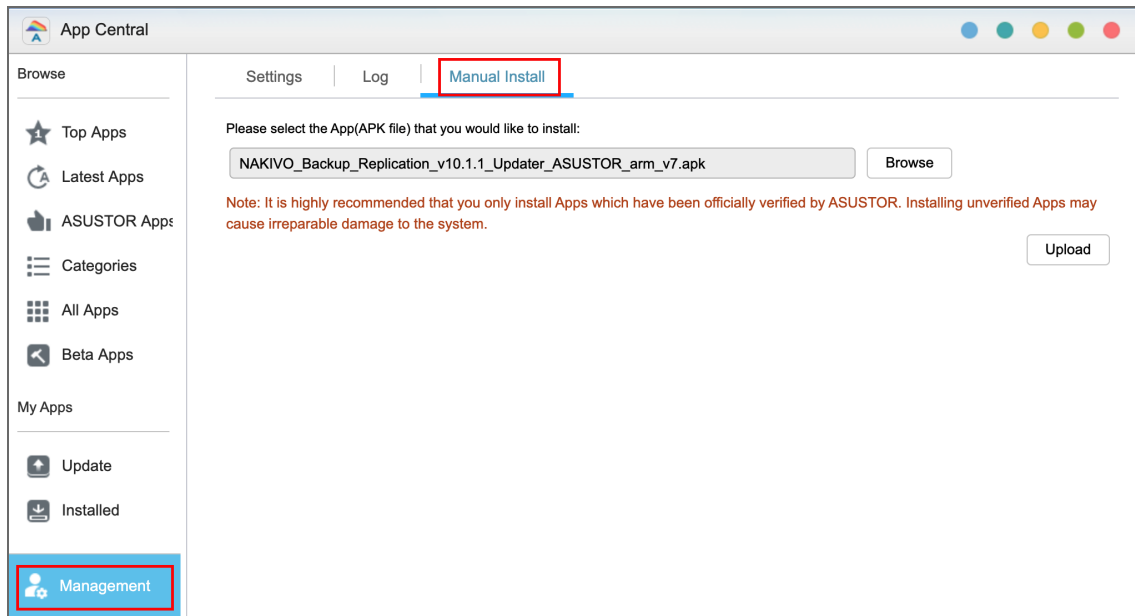 App Central
Browse
Top Apps
Latest Apps
ASUSTOR Apps
Categories
All Apps
Beta Apps
My Apps
Update
Installed
Management
Settings
Log
Manual Install
Please select the App(APK file) that you would like to install:
NAKIVO_Backup_Replication_v10.1.1_Updater_ASUSTOR_arm_v7.apk
Browse
Note: It is highly recommended that you only install Apps which have been officially verified by ASUSTOR. Installing unverified Apps may
cause irreparable damage to the system.
Upload